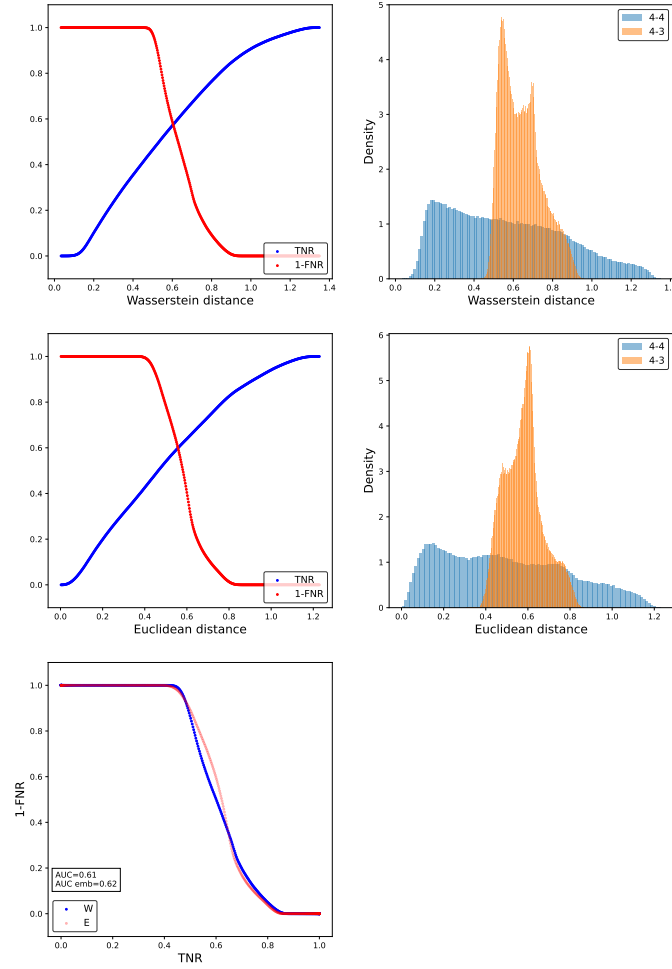 1.0
0.8
0.6
0.4
0.2
0.0
TNR
1-FNR
0.0 0.2 0.4 0.6 0.8 1.0 1.2 1.4
Wasserstein distance
5
4
3
2
1
0
Density
4-4
4-3
0.0 0.2 0.4 0.6 0.8 1.0 1.2 1.4
Wasserstein distance
1.0
0.8
0.6
0.4
0.2
0.0
TNR
1-FNR
0.0 0.2 0.4 0.6 0.8 1.0 1.2
Euclidean distance
6
5
4
3
2
1
0
Density
4-4
4-3
0.0 0.2 0.4 0.6 0.8 1.0 1.2
Euclidean distance
1.0
0.8
0.6
0.4
0.2
0.0
1-FNR
AUC=0.61
AUC emb=0.62
W
E
0.0 0.2 0.4 0.6 0.8 1.0
TNR